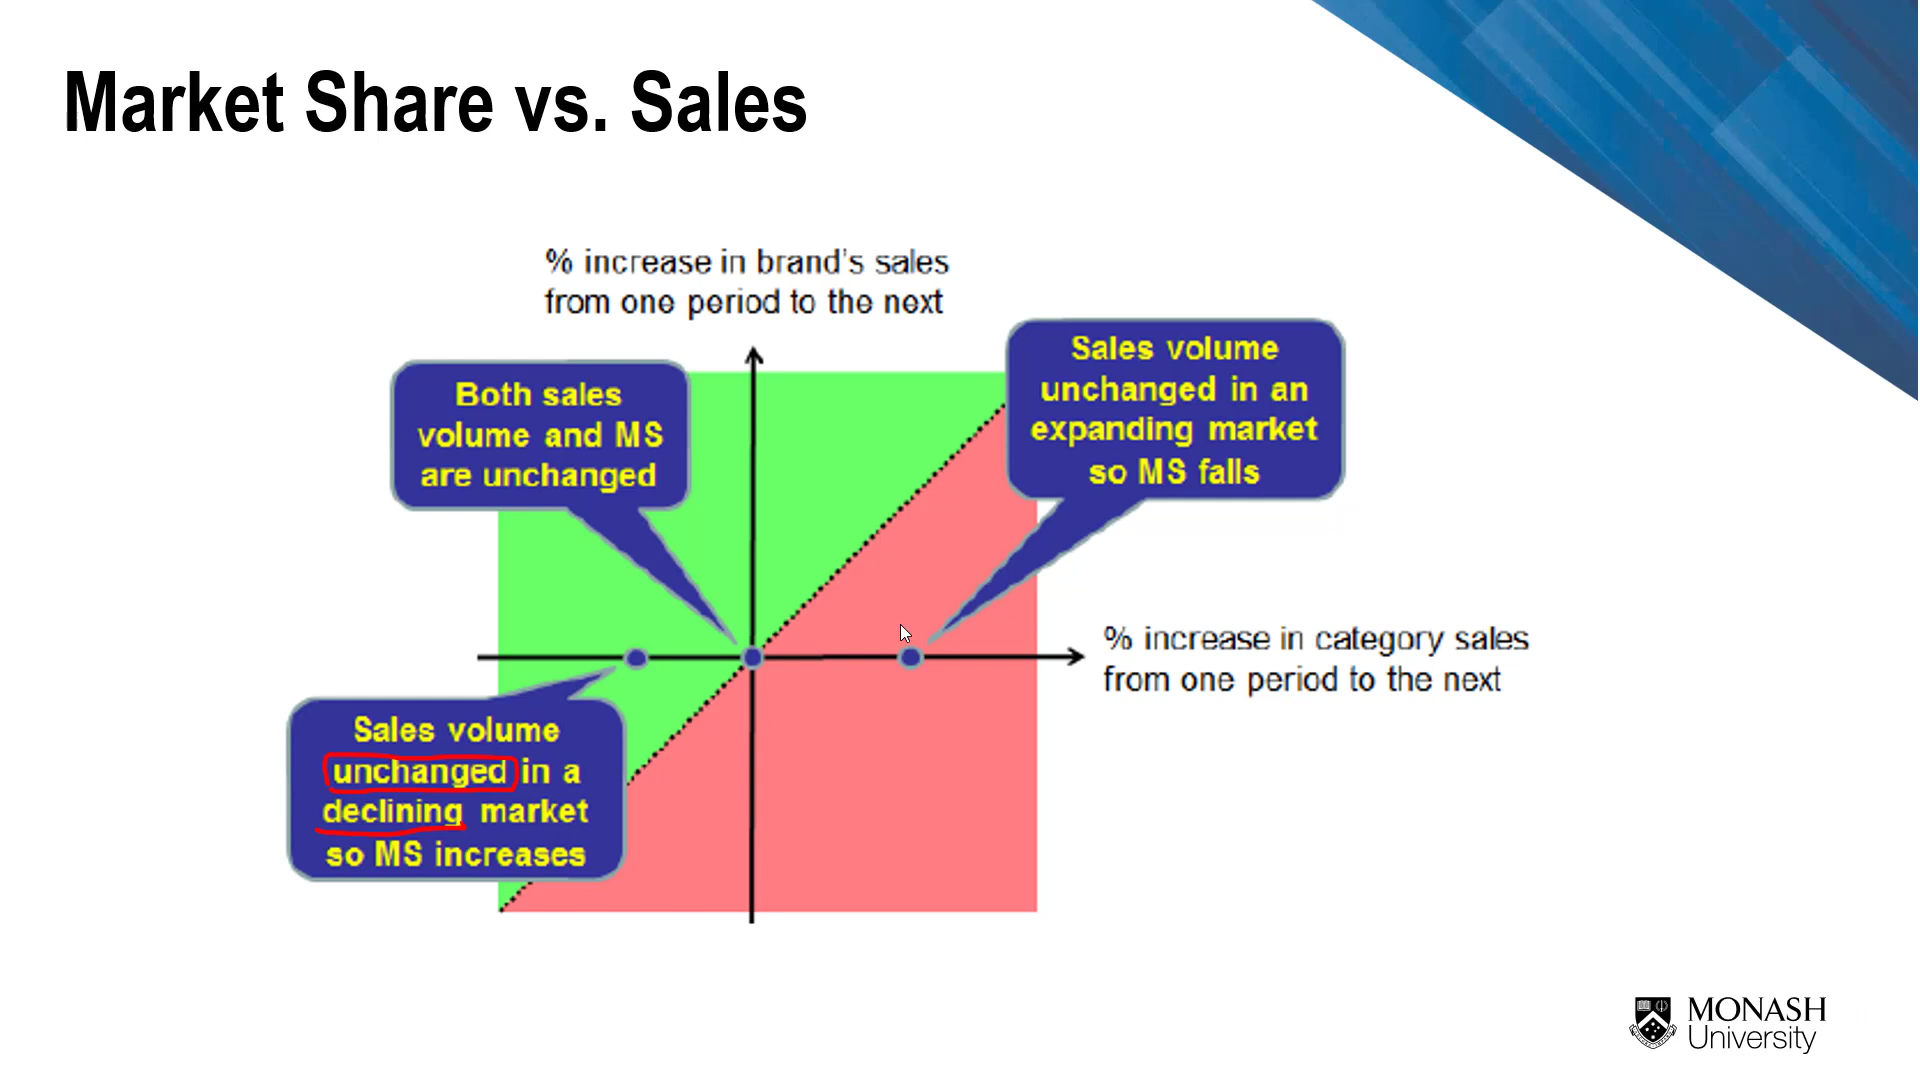 Market Share vs. Sales
% increase in brand's sales
from one period to the next
Both sales
volume and MS
are unchanged
Sales volume
unchanged in an
expanding market
so MS falls
% increase in category sales
from one period to the next
Sales volume
unchanged in a
declining market
so MS increases
MONASH
University